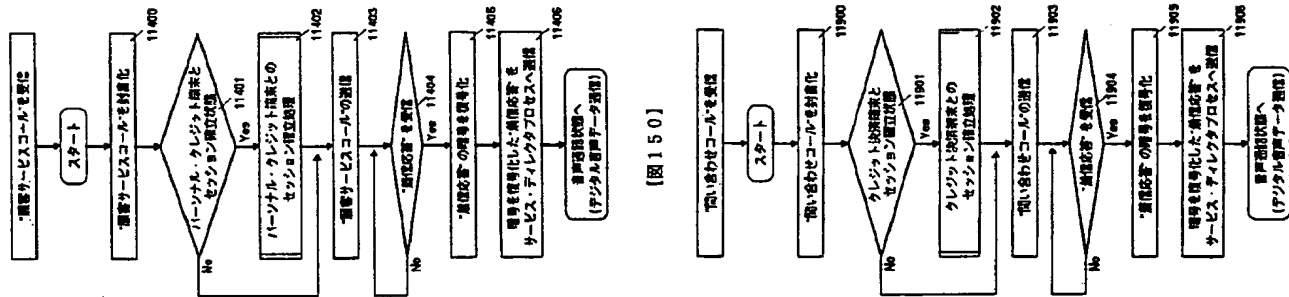 "顧客サービスコール"を受信
スタート
11400
"顧客サービスコール"を封書化
11401
パーソナル・クレジット端末と
セッション確立状態
Yes
No
11402
パーソナル・クレジット端末との
セッション確立処理
11403
"顧客サービスコール"の送信
11404
"着信応答"を受信
Yes
No
11405
"着信応答"の暗号を復号化
11406
暗号を復号化した"着信応答"を
サービス・ディレクタプロセスへ送信
音声通話状態へ
(デジタル音声データ通信)
[図150]
"問い合わせコール"を受信
スタート
11900
"問い合わせコール"を封書化
11901
クレジット決済端末と
セッション確立状態
Yes
No
11902
クレジット決済端末との
セッション確立処理
11903
"問い合わせコール"の送信
11904
"着信応答"を受信
Yes
No
11905
"着信応答"の暗号を復号化
11906
暗号を復号化した"着信応答"を
サービス・ディレクタプロセスへ送信
音声通話状態へ
(デジタル音声データ通信)